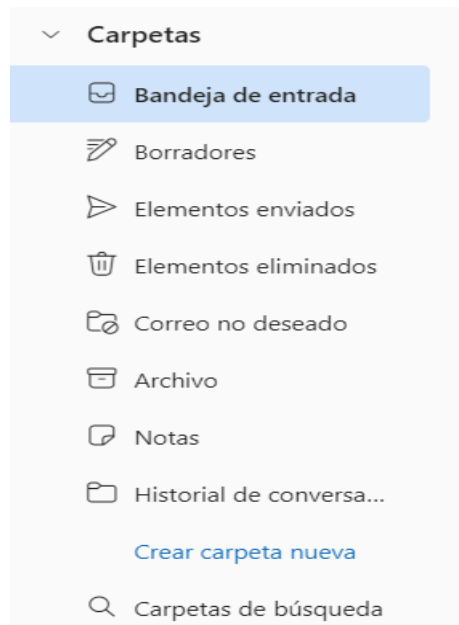 Carpetas
Bandeja de entrada
Borradores
Elementos enviados
Elementos eliminados
Correo no deseado
Archivo
Notas
Historial de conversa...
Crear carpeta nueva
Carpetas de búsqueda